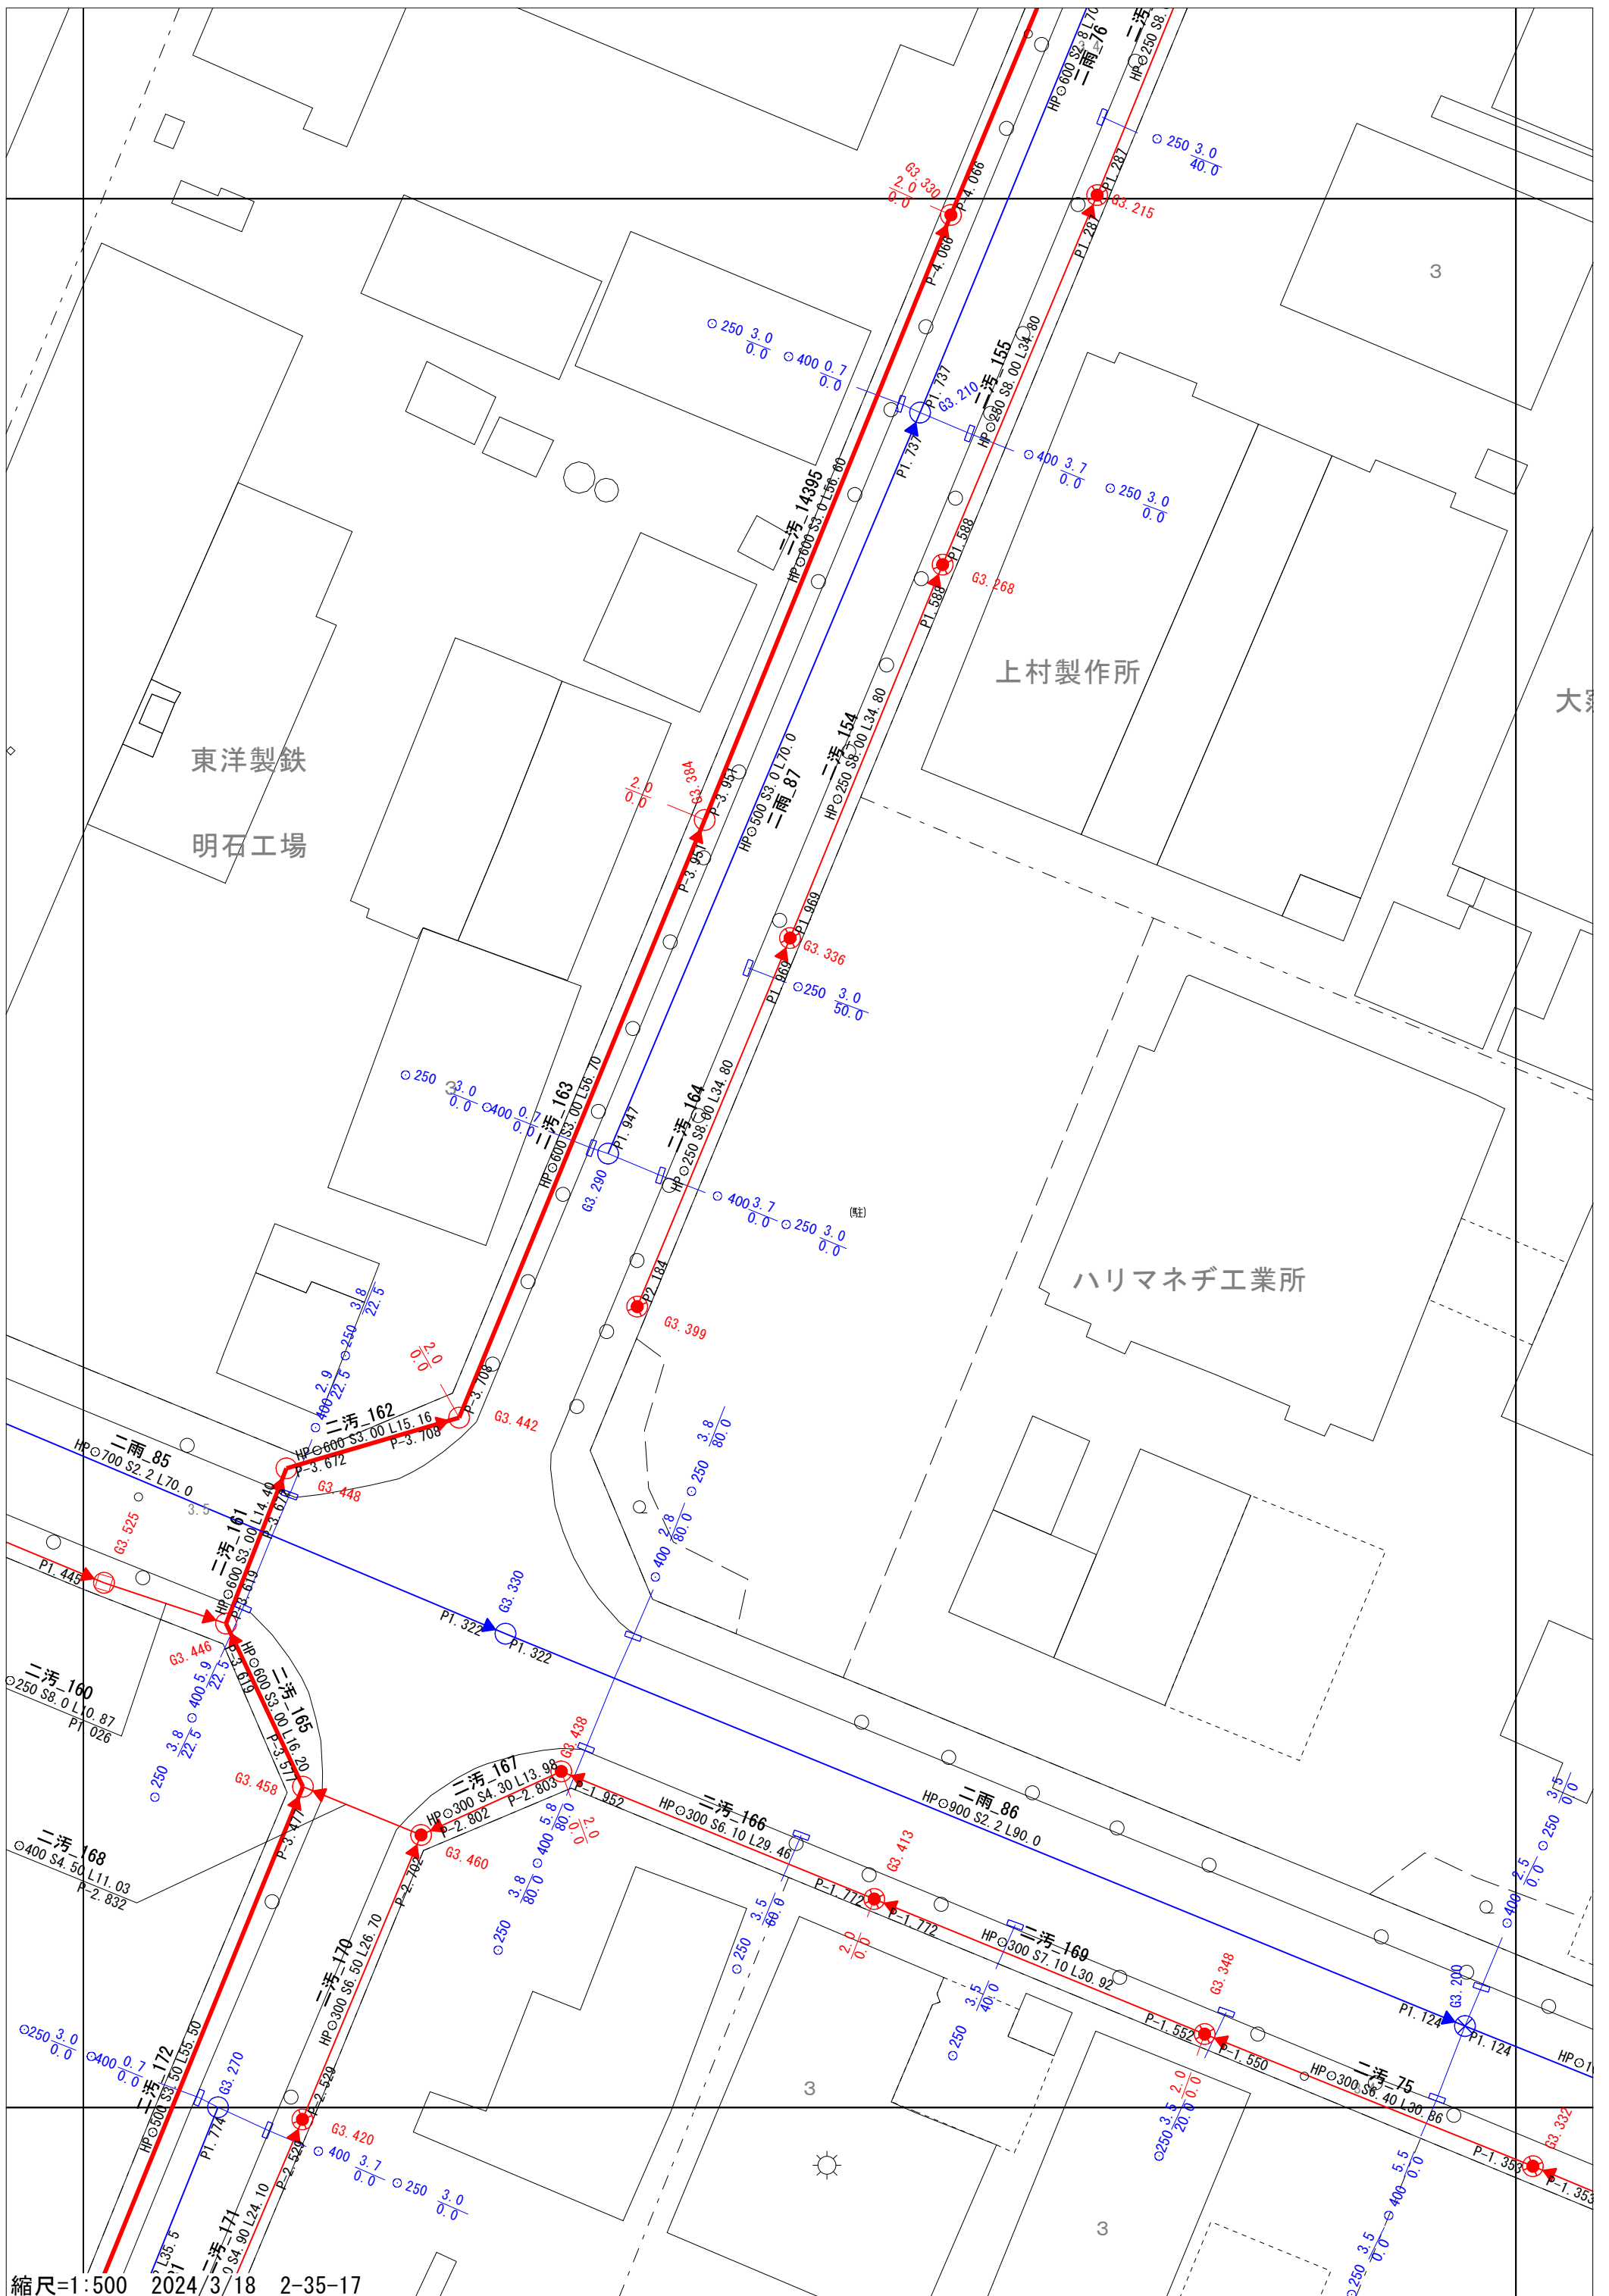 二雨_76
HP⊙600 S2.8 L70
HP⊙250 S8.
3.4
⊙ 250 3.0
40.0
G3.330
2.0
0.0
P-4.066
P-4.066
P1.287
G3.215
P1.287
3
⊙ 250 3.0
0.0
⊙ 400 0.7
0.0
P1.737
G3.210
P1.737
二汚_155
HP⊙250 S8.00 L34.80
⊙ 400 3.7
0.0
⊙ 250 3.0
0.0
二汚_14395
HP⊙600 S3.0 L56.60
P1.588
G3.268
P1.588
上村製作所
東洋製鉄
明石工場
2.0
0.0
G3.384
P-3.951
P-3.951
二雨_87
HP⊙500 S3.0 L70.0
二汚_154
HP⊙250 S8.00 L34.80
P1.969
G3.336
P1.969
⊙250 3.0
50.0
3
⊙ 250 3.0
0.0
⊙400 0.7
0.0
二汚_163
HP⊙600 S3.00 L56.70
P1.947
G3.290
二汚_164
HP⊙250 S8.00 L34.80
⊙ 400 3.7
0.0
⊙ 250 3.0
0.0
(駐)
P2.184
G3.399
ハリマネヂ工業所
⊙ 250 3.8
22.5
⊙ 400 2.9
22.5
2.0
0.0
P-3.708
G3.442
二汚_162
HP⊙600 S3.00 L15.16
P-3.708
P-3.672
G3.448
二雨_85
HP⊙700 S2.2 L70.0
3.5
P-3.672
二汚_161
HP⊙600 S3.00 L14.40
P-3.619
G3.525
P1.445
G3.446
P-3.619
⊙ 250 3.8
80.0
⊙ 400 2.8
80.0
G3.330
P1.322
P1.322
二汚_160
⊙250 S8.0 L10.87
P1.026
⊙ 400 5.9
22.5
⊙ 250 3.8
22.5
二汚_165
HP⊙600 S3.00 L16.20
P-3.577
G3.458
P-3.477
二汚_167
HP⊙300 S4.30 L13.98
P-2.803
P-2.802
G3.438
P-1.952
2.0
0.0
G3.460
P-2.702
⊙ 400 5.8
80.0
⊙ 250 3.8
80.0
二汚_166
HP⊙300 S6.10 L29.46
二雨_86
HP⊙900 S2.2 L90.0
G3.413
P-1.772
P-1.772
2.0
0.0
⊙ 250 3.5
60.0
二汚_168
⊙400 S4.50 L11.03
P-2.832
二汚_170
HP⊙300 S6.50 L26.70
二汚_169
HP⊙300 S7.10 L30.92
⊙ 250 3.5
40.0
⊙ 250 3.5
0.0
⊙ 400 2.5
0.0
G3.348
P-1.552
P-1.550
G3.200
P1.124
P1.124
HP⊙1
⊙250 3.0
0.0
⊙400 0.7
0.0
G3.270
P1.774
二汚_172
HP⊙500 S3.50 L55.50
P-2.529
G3.420
P-2.529
⊙ 400 3.7
0.0
⊙ 250 3.0
0.0
2.0
0.0
⊙250 3.5
20.0
3
二汚_75
HP⊙300 S6.40 L30.86
G3.332
P-1.353
P-1.353
⊙ 400 5.5
0.0
⊙250 3.5
0.0
3
L35.5
二汚_171
S4.90 L24.10
縮尺=1:500 2024/3/18 2-35-17